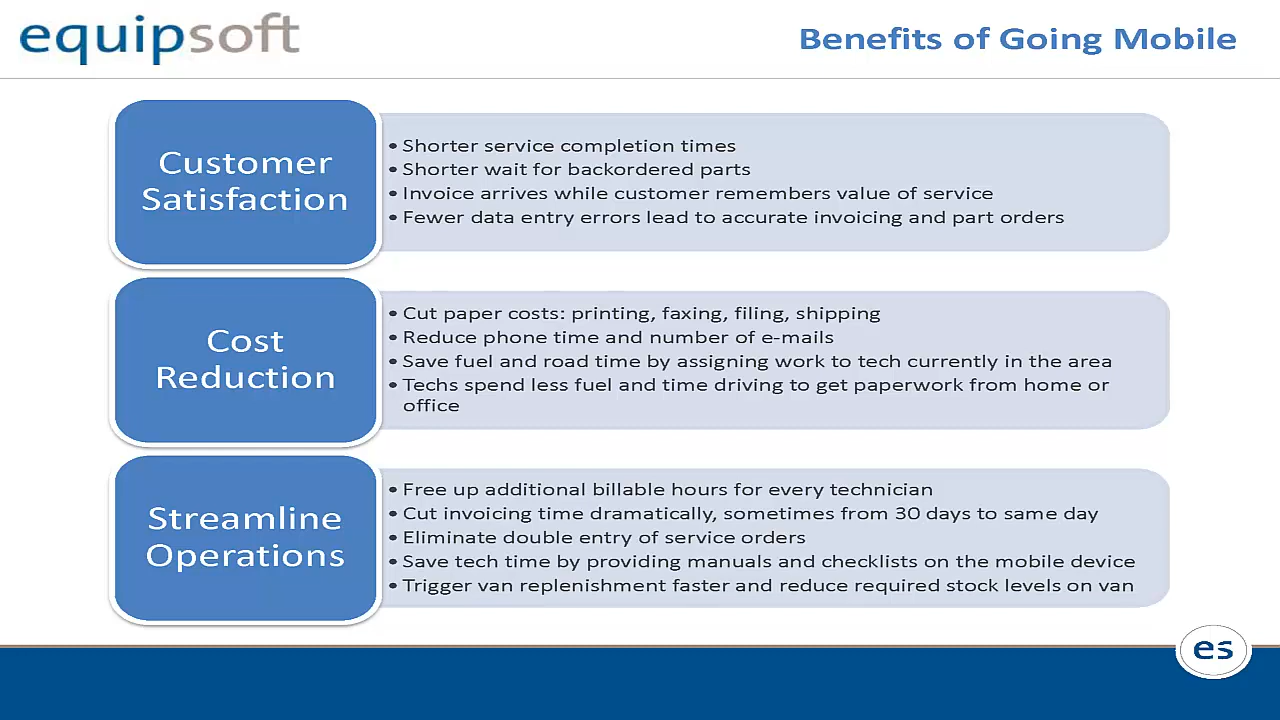 equipsoft
Benefits of Going Mobile
Customer
Satisfaction
• Shorter service completion times
• Shorter wait for backordered parts
• Invoice arrives while customer remembers value of service
• Fewer data entry errors lead to accurate invoicing and part orders
Cost
Reduction
• Cut paper costs: printing, faxing, filing, shipping
• Reduce phone time and number of e-mails
• Save fuel and road time by assigning work to tech currently in the area
• Techs spend less fuel and time driving to get paperwork from home or
office
Streamline
Operations
• Free up additional billable hours for every technician
• Cut invoicing time dramatically, sometimes from 30 days to same day
• Eliminate double entry of service orders
• Save tech time by providing manuals and checklists on the mobile device
• Trigger van replenishment faster and reduce required stock levels on van
es